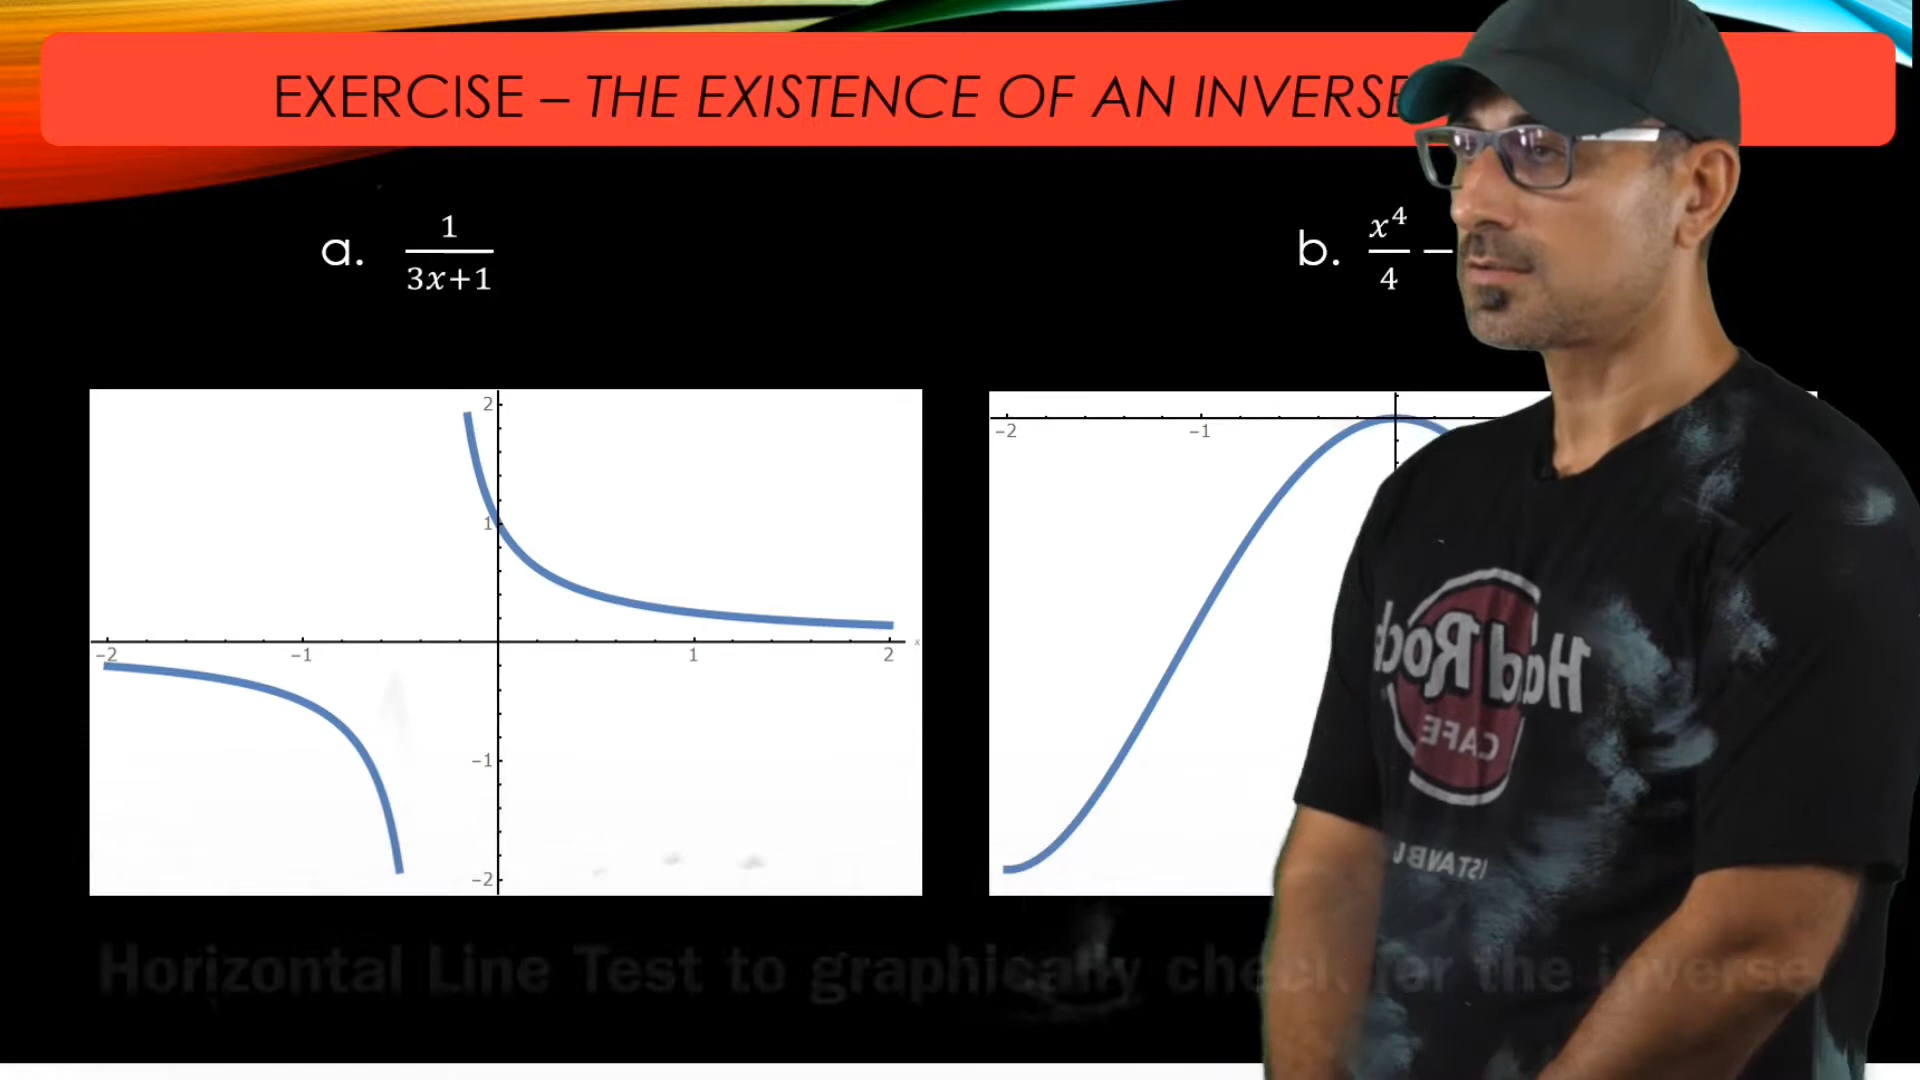 EXERCISE – THE EXISTENCE OF AN INVERSE
a. 1/(3x+1)
b. x⁴/4 –
2
1
-2 -1 1 2
-1
-2
x
-2 -1
Hard Rock
CAFE
ISTANBU
Horizontal Line Test to graphically check for the inverse